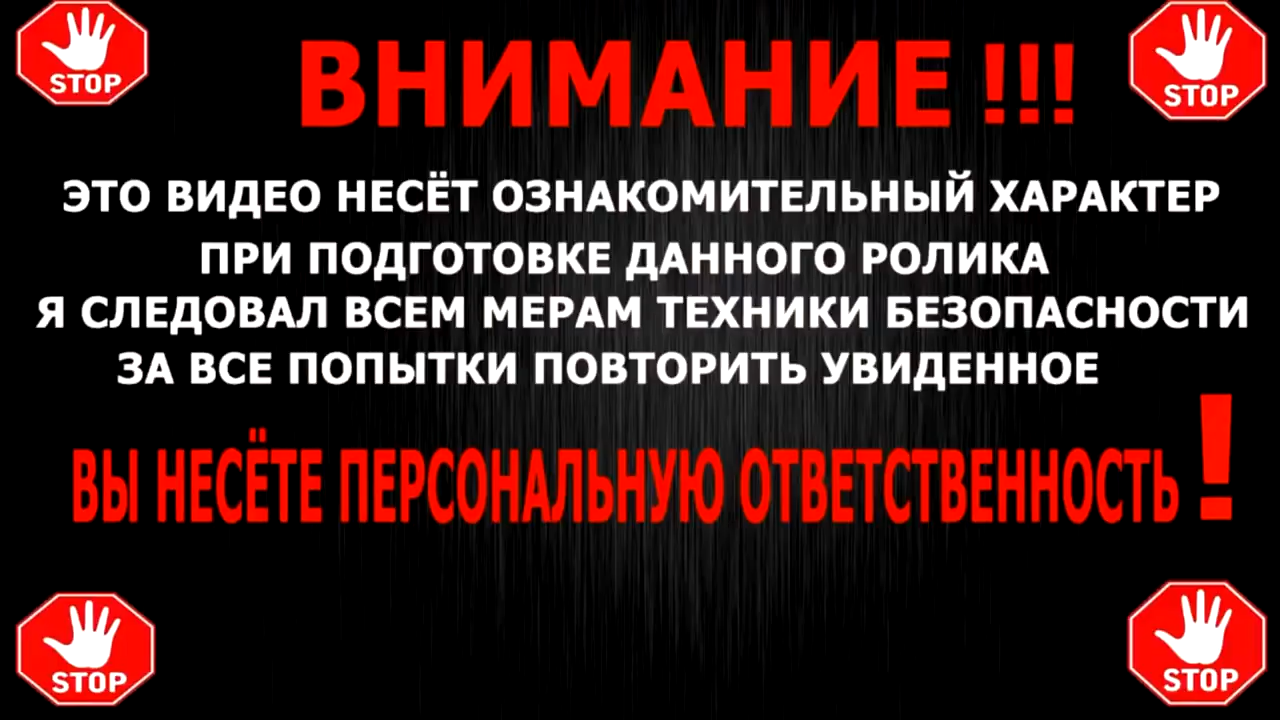 STOP
ВНИМАНИЕ !!!
STOP
ЭТО ВИДЕО НЕСЁТ ОЗНАКОМИТЕЛЬНЫЙ ХАРАКТЕР
ПРИ ПОДГОТОВКЕ ДАННОГО РОЛИКА
Я СЛЕДОВАЛ ВСЕМ МЕРАМ ТЕХНИКИ БЕЗОПАСНОСТИ
ЗА ВСЕ ПОПЫТКИ ПОВТОРИТЬ УВИДЕННОЕ
ВЫ НЕСЁТЕ ПЕРСОНАЛЬНУЮ ОТВЕТСТВЕННОСТЬ !
STOP
STOP